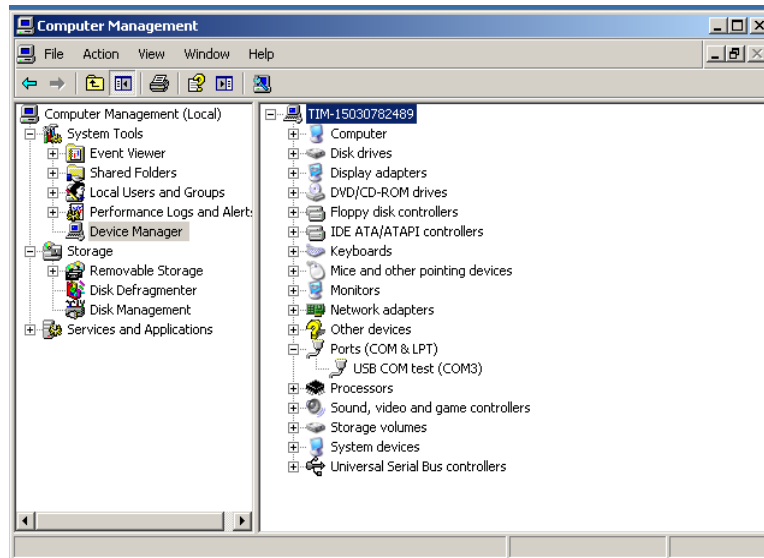 Computer Management
File Action View Window Help
Computer Management (Local)
System Tools
Event Viewer
Shared Folders
Local Users and Groups
Performance Logs and Alert
Device Manager
Storage
Removable Storage
Disk Defragmenter
Disk Management
Services and Applications
TIM-15030782489
Computer
Disk drives
Display adapters
DVD/CD-ROM drives
Floppy disk controllers
IDE ATA/ATAPI controllers
Keyboards
Mice and other pointing devices
Monitors
Network adapters
Other devices
Ports (COM & LPT)
USB COM test (COM3)
Processors
Sound, video and game controllers
Storage volumes
System devices
Universal Serial Bus controllers